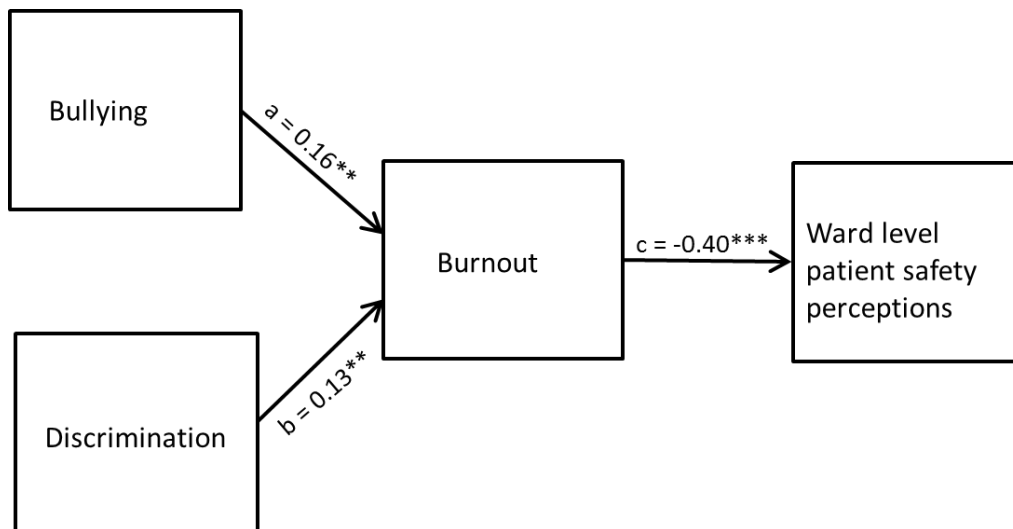 Bullying
a = 0.16**
Burnout
c = -0.40***
Ward level
patient safety
perceptions
Discrimination
b = 0.13**